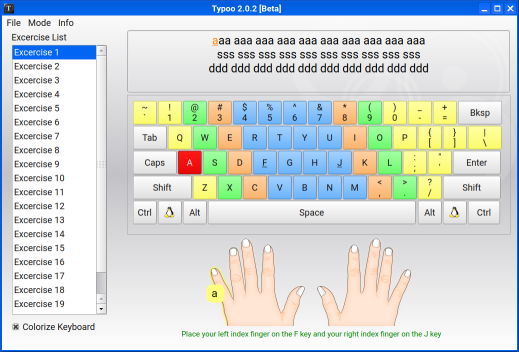 Typoo 2.0.2 [Beta]
File Mode Info
Excercise List
Excercise 1
Excercise 2
Excercise 3
Excercise 4
Excercise 5
Excercise 6
Excercise 7
Excercise 8
Excercise 9
Excercise 10
Excercise 11
Excercise 12
Excercise 13
Excercise 14
Excercise 15
Excercise 16
Excercise 17
Excercise 18
Excercise 19
Colorize Keyboard
aaa aaa aaa aaa aaa aaa aaa aaa aaa
sss sss sss sss sss sss sss sss sss
ddd ddd ddd ddd ddd ddd ddd ddd ddd
~ ! @ # $ % ^ & * ( ) _ +
` 1 2 3 4 5 6 7 8 9 0 - = Bksp
Tab Q W E R T Y U I O P { [ } ] | \
Caps A S D F G H J K L : ; " ' Enter
Shift Z X C V B N M < , > . ? / Shift
Ctrl Alt Space Alt Ctrl
a
Place your left index finger on the F key and your right index finger on the J key